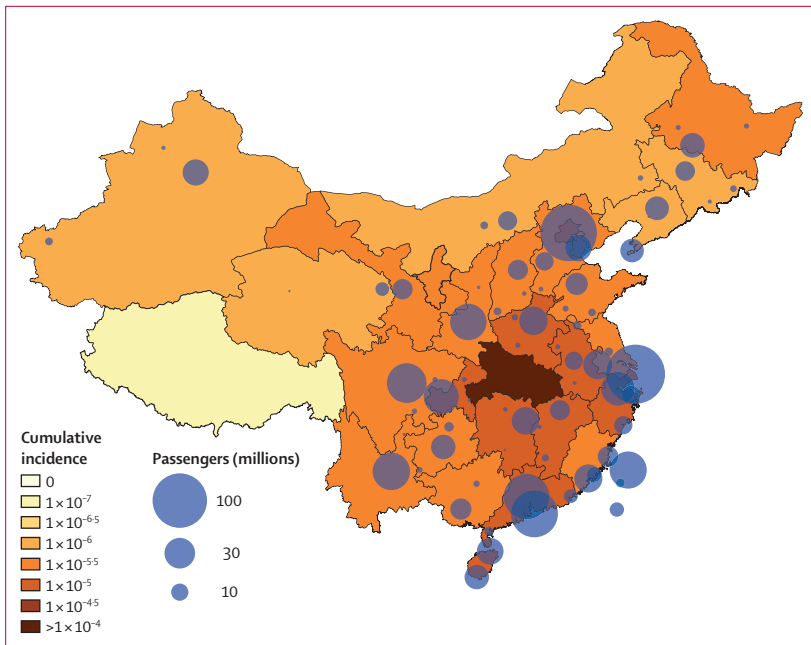 Cumulative
incidence
0
1 × 10⁻⁷
1 × 10⁻⁶·⁵
1 × 10⁻⁶
1 × 10⁻⁵·⁵
1 × 10⁻⁵
1 × 10⁻⁴·⁵
>1 × 10⁻⁴
Passengers (millions)
100
30
10